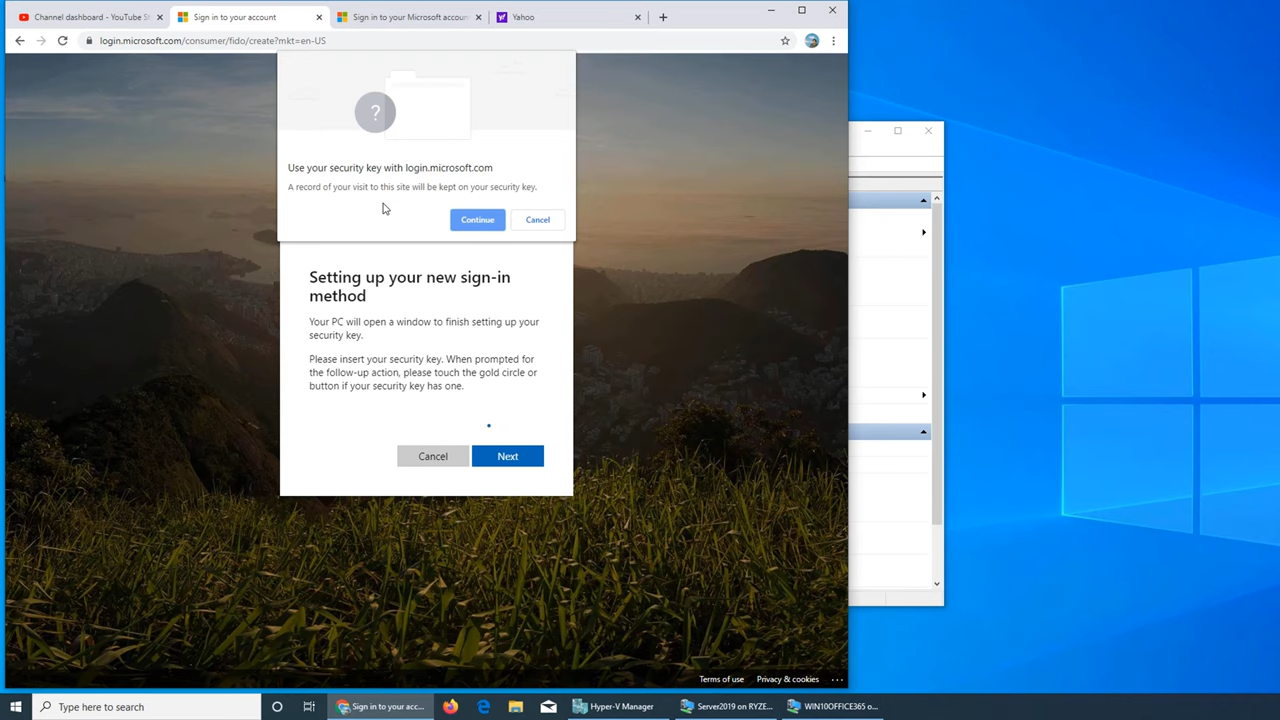 Channel dashboard - YouTube St
Sign in to your account
Sign in to your Microsoft accoun
Yahoo
login.microsoft.com/consumer/fido/create?mkt=en-US
?
Use your security key with login.microsoft.com
A record of your visit to this site will be kept on your security key.
Continue
Cancel
Setting up your new sign-in
method
Your PC will open a window to finish setting up your
security key.
Please insert your security key. When prompted for
the follow-up action, please touch the gold circle or
button if your security key has one.
Cancel
Next
Terms of use
Privacy & cookies
...
Type here to search
Sign in to your acc...
Hyper-V Manager
Server2019 on RYZE...
WIN10OFFICE365 o...